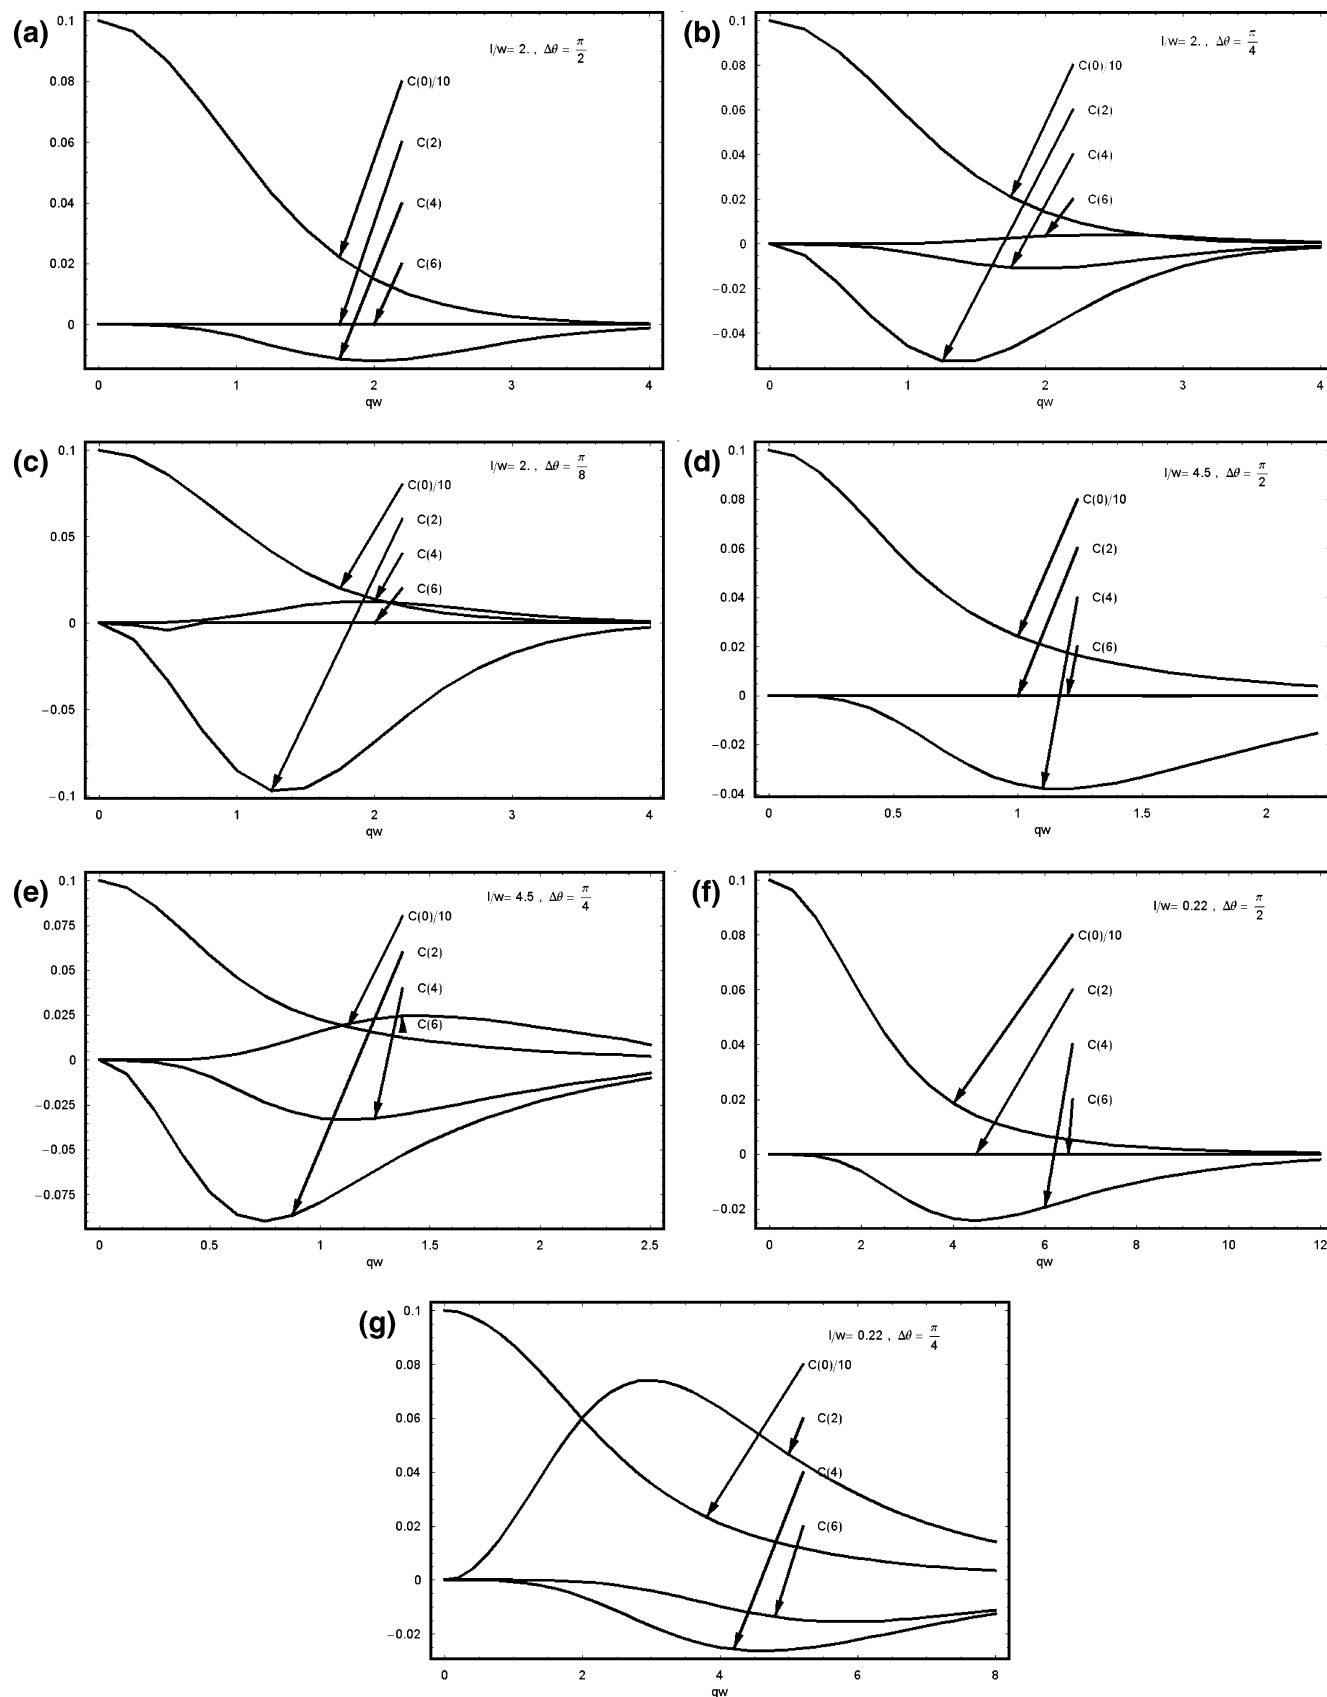 (a)
l/w= 2. , Δθ = π/2
C(0)/10
C(2)
C(4)
C(6)
0.1
0.08
0.06
0.04
0.02
0
0 1 2 3 4
qw
(b)
l/w= 2. , Δθ = π/4
C(0)/10
C(2)
C(4)
C(6)
0.1
0.08
0.06
0.04
0.02
0
−0.02
−0.04
0 1 2 3 4
qw
(c)
l/w= 2. , Δθ = π/8
C(0)/10
C(2)
C(4)
C(6)
0.1
0.05
0
−0.05
−0.1
0 1 2 3 4
qw
(d)
l/w= 4.5 , Δθ = π/2
C(0)/10
C(2)
C(4)
C(6)
0.1
0.08
0.06
0.04
0.02
0
−0.02
−0.04
0 0.5 1 1.5 2
qw
(e)
l/w= 4.5 , Δθ = π/4
C(0)/10
C(2)
C(4)
C(6)
0.1
0.075
0.05
0.025
0
−0.025
−0.05
−0.075
0 0.5 1 1.5 2 2.5
qw
(f)
l/w= 0.22 , Δθ = π/2
C(0)/10
C(2)
C(4)
C(6)
0.1
0.08
0.06
0.04
0.02
0
−0.02
0 2 4 6 8 10 12
qw
(g)
l/w= 0.22 , Δθ = π/4
C(0)/10
C(2)
C(4)
C(6)
0.1
0.08
0.06
0.04
0.02
0
−0.02
0 2 4 6 8
qw